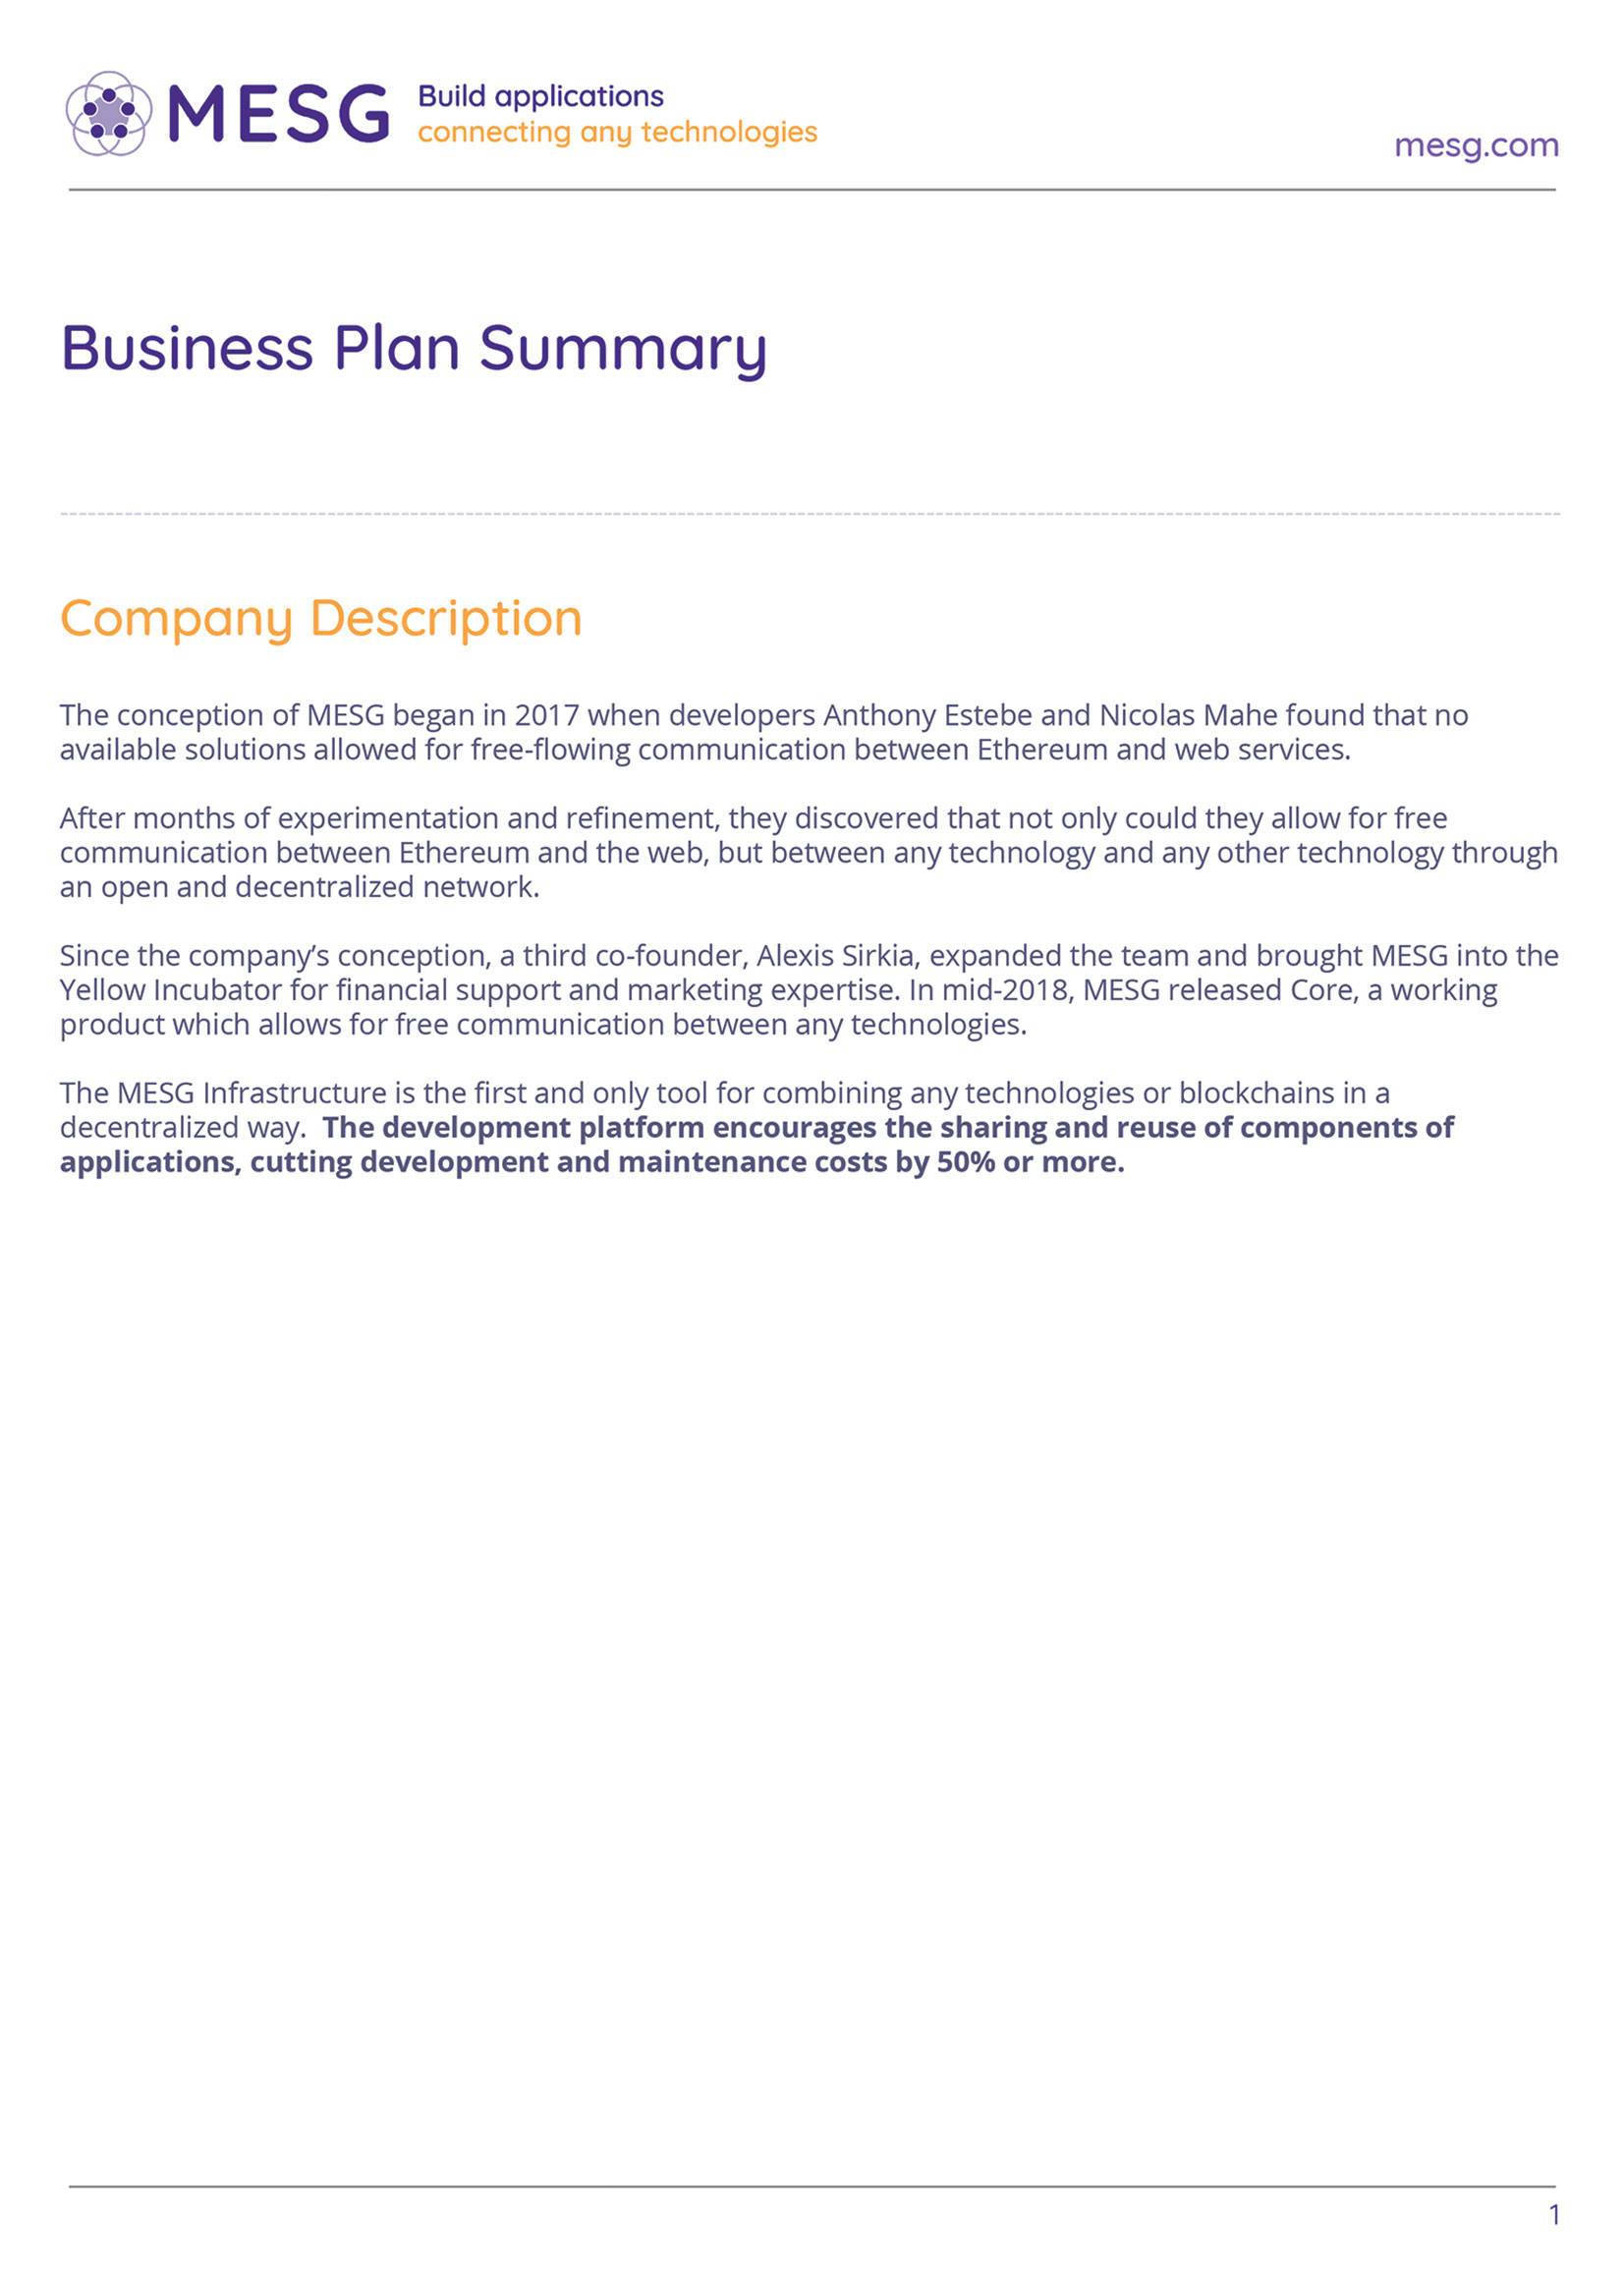 MESG
Build applications
connecting any technologies
mesg.com
Business Plan Summary
Company Description
The conception of MESG began in 2017 when developers Anthony Estebe and Nicolas Mahe found that no
available solutions allowed for free-flowing communication between Ethereum and web services.
After months of experimentation and refinement, they discovered that not only could they allow for free
communication between Ethereum and the web, but between any technology and any other technology through
an open and decentralized network.
Since the company’s conception, a third co-founder, Alexis Sirkia, expanded the team and brought MESG into the
Yellow Incubator for financial support and marketing expertise. In mid-2018, MESG released Core, a working
product which allows for free communication between any technologies.
The MESG Infrastructure is the first and only tool for combining any technologies or blockchains in a
decentralized way.  The development platform encourages the sharing and reuse of components of
applications, cutting development and maintenance costs by 50% or more.
1